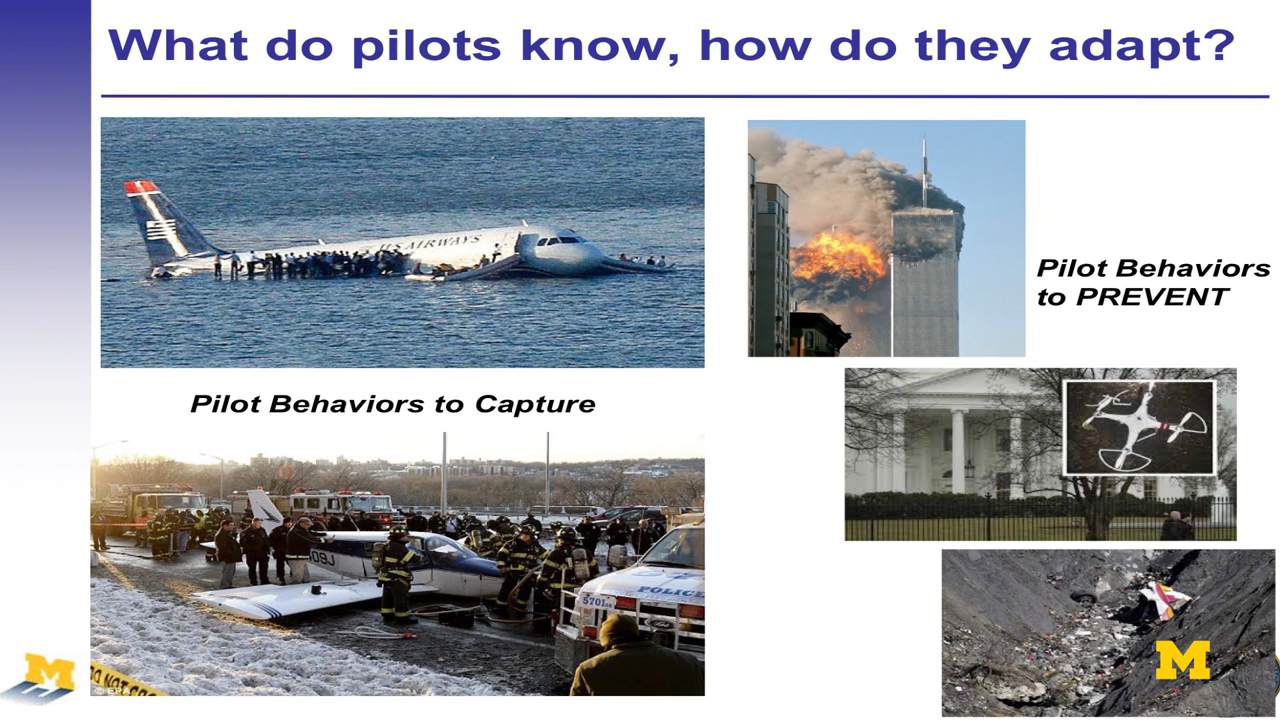 What do pilots know, how do they adapt?
US AIRWAYS
Pilot Behaviors
to PREVENT
Pilot Behaviors to Capture
09J
POLICE
5701
© EPA
M
M